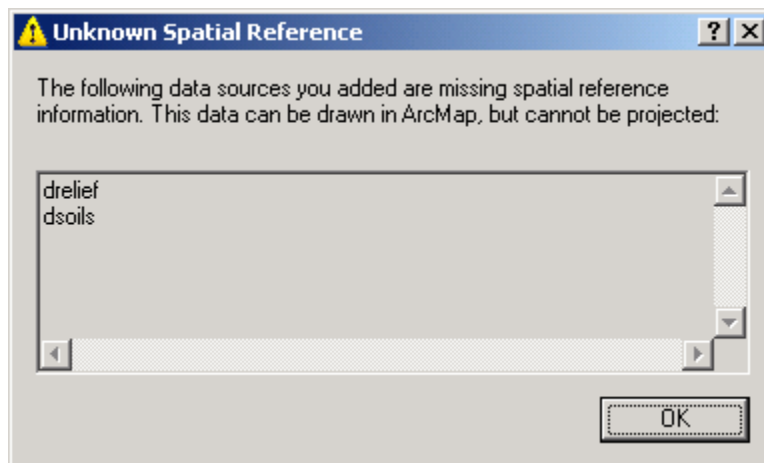 Unknown Spatial Reference
The following data sources you added are missing spatial reference
information. This data can be drawn in ArcMap, but cannot be projected:
drelief
dsoils
OK